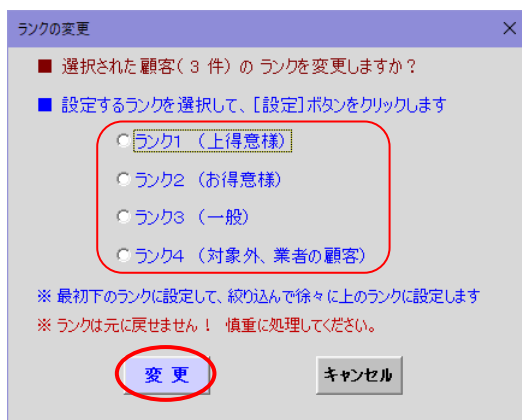 ランクの変更
■ 選択された顧客( 3 件) の ランクを変更しますか？
■ 設定するランクを選択して、[設定]ボタンをクリックします
ランク1 （上得意様）
ランク2 （お得意様）
ランク3 （一般）
ランク4 （対象外、業者の顧客）
※ 最初下のランクに設定して、絞り込んで徐々に上のランクに設定します
※ ランクは元に戻せません！ 慎重に処理してください。
変 更
キャンセル